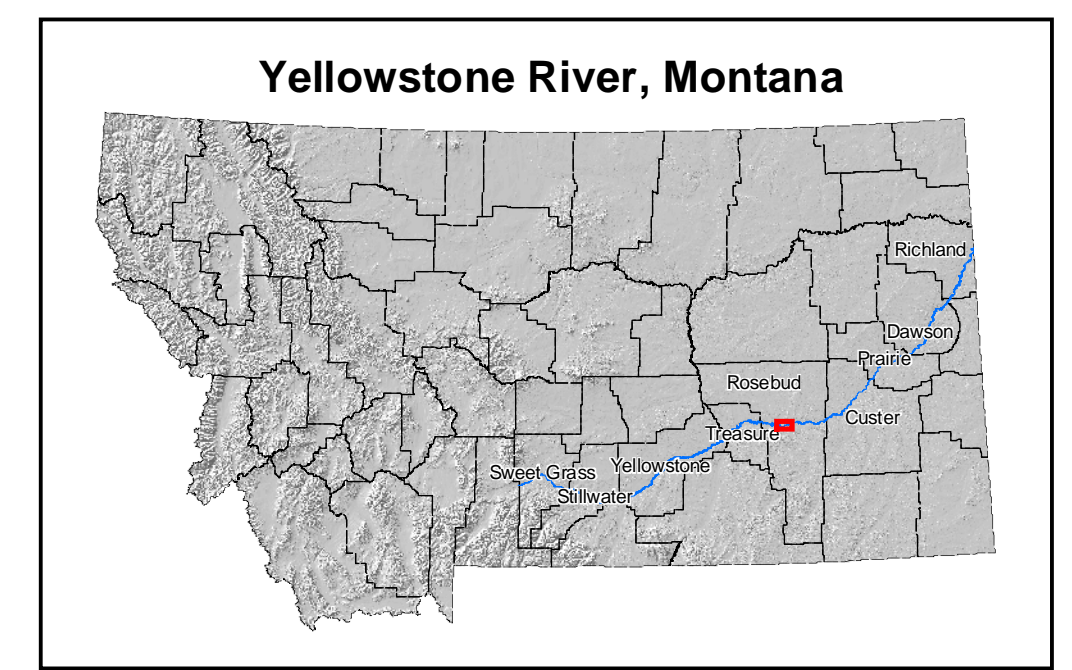 Yellowstone River, Montana
Richland
Dawson
Prairie
Rosebud
Custer
Treasure
Yellowstone
Sweet Grass
Stillwater